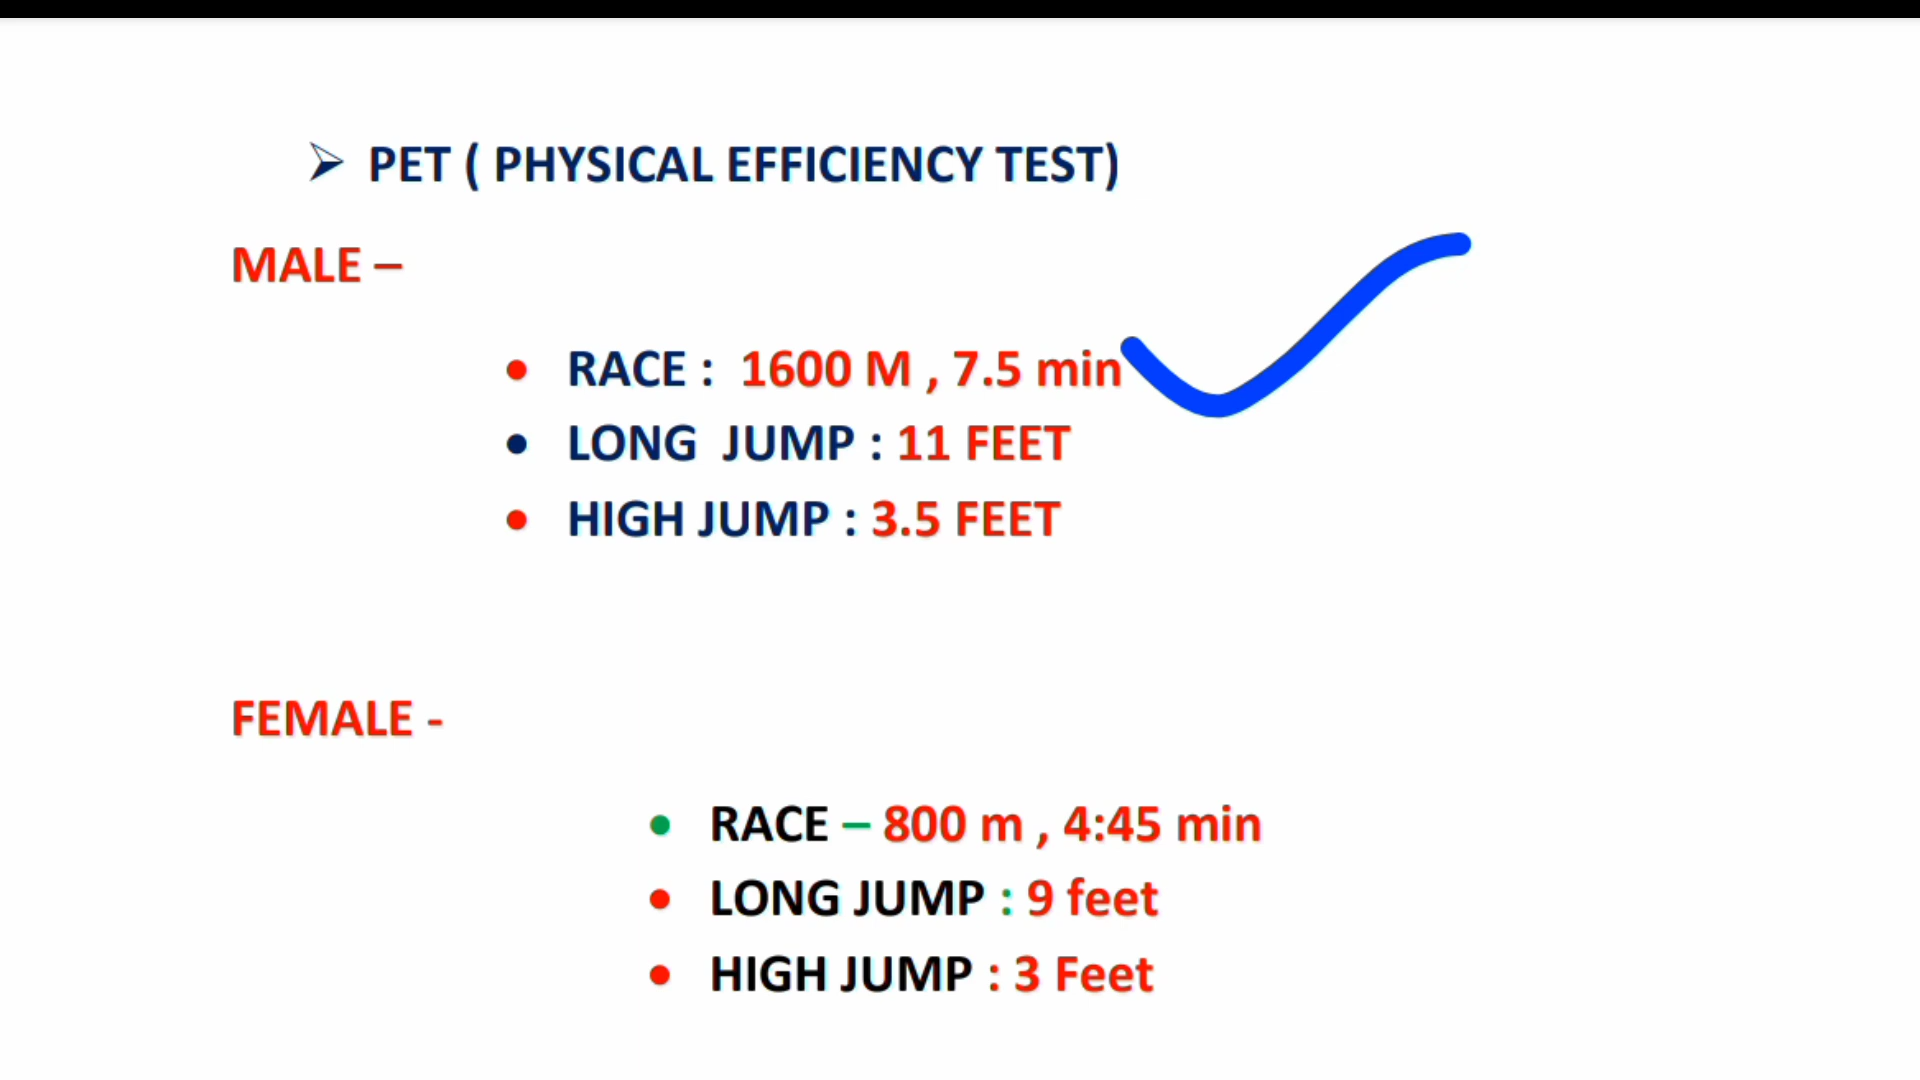 ➢ PET ( PHYSICAL EFFICIENCY TEST)
MALE –
• RACE : 1600 M , 7.5 min
• LONG JUMP : 11 FEET
• HIGH JUMP : 3.5 FEET
FEMALE -
• RACE – 800 m , 4:45 min
• LONG JUMP : 9 feet
• HIGH JUMP : 3 Feet